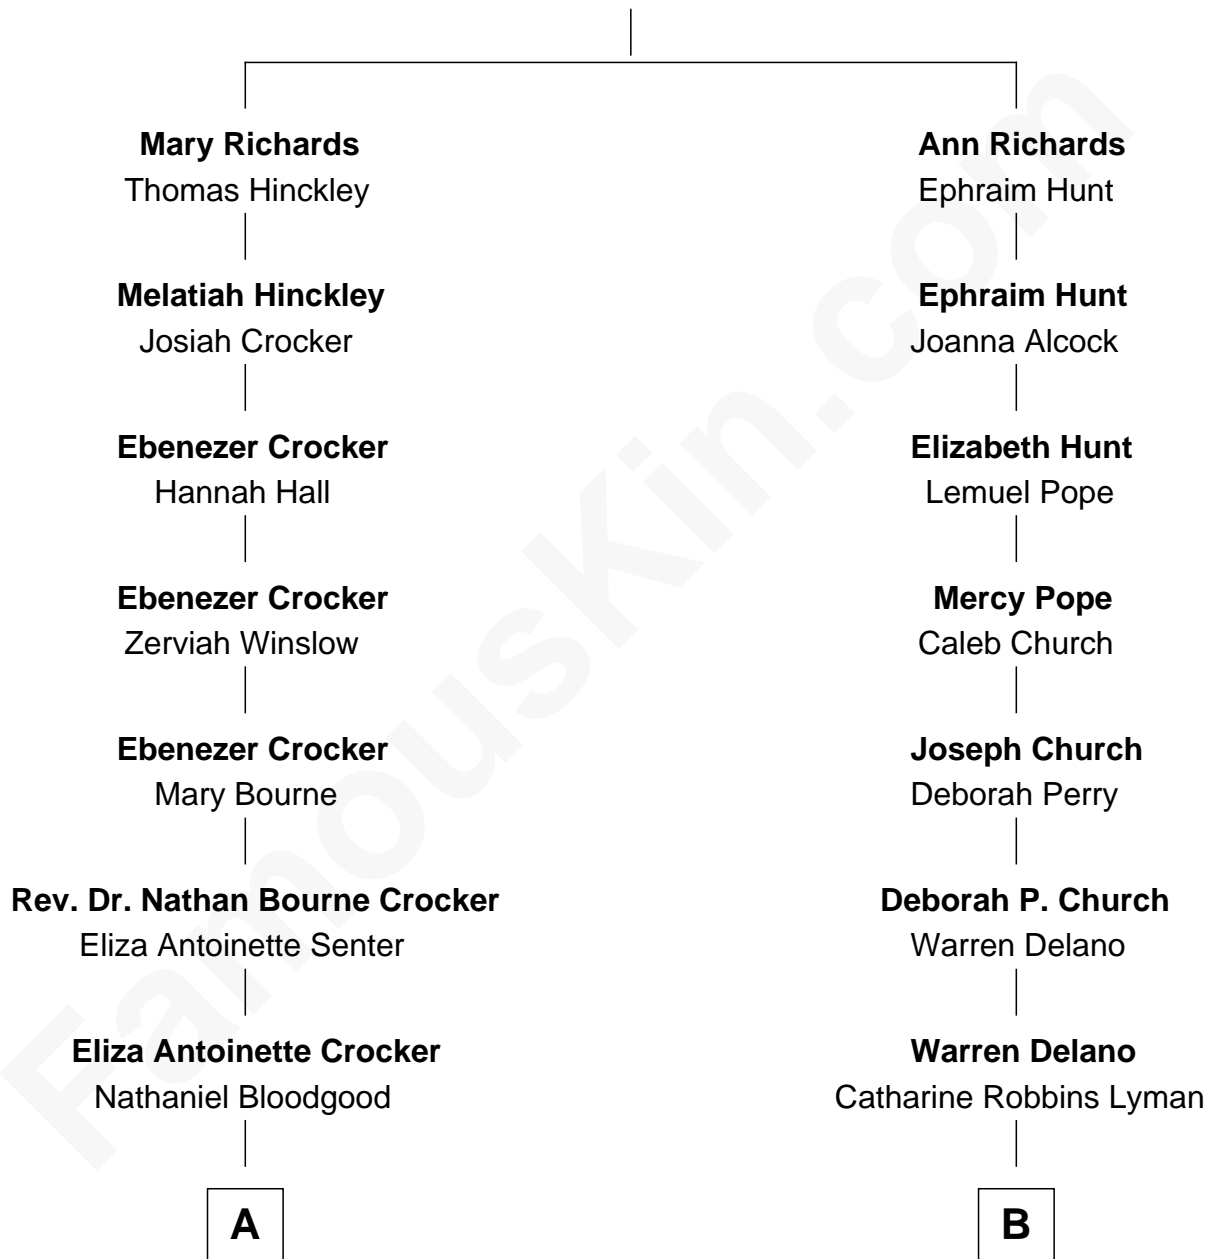 Mary Richards
Thomas Hinckley
Melatiah Hinckley
Josiah Crocker
Ebenezer Crocker
Hannah Hall
Ebenezer Crocker
Zerviah Winslow
Ebenezer Crocker
Mary Bourne
Rev. Dr. Nathan Bourne Crocker
Eliza Antoinette Senter
Eliza Antoinette Crocker
Nathaniel Bloodgood
A
Ann Richards
Ephraim Hunt
Ephraim Hunt
Joanna Alcock
Elizabeth Hunt
Lemuel Pope
Mercy Pope
Caleb Church
Joseph Church
Deborah Perry
Deborah P. Church
Warren Delano
Warren Delano
Catharine Robbins Lyman
B
FamousKin.com